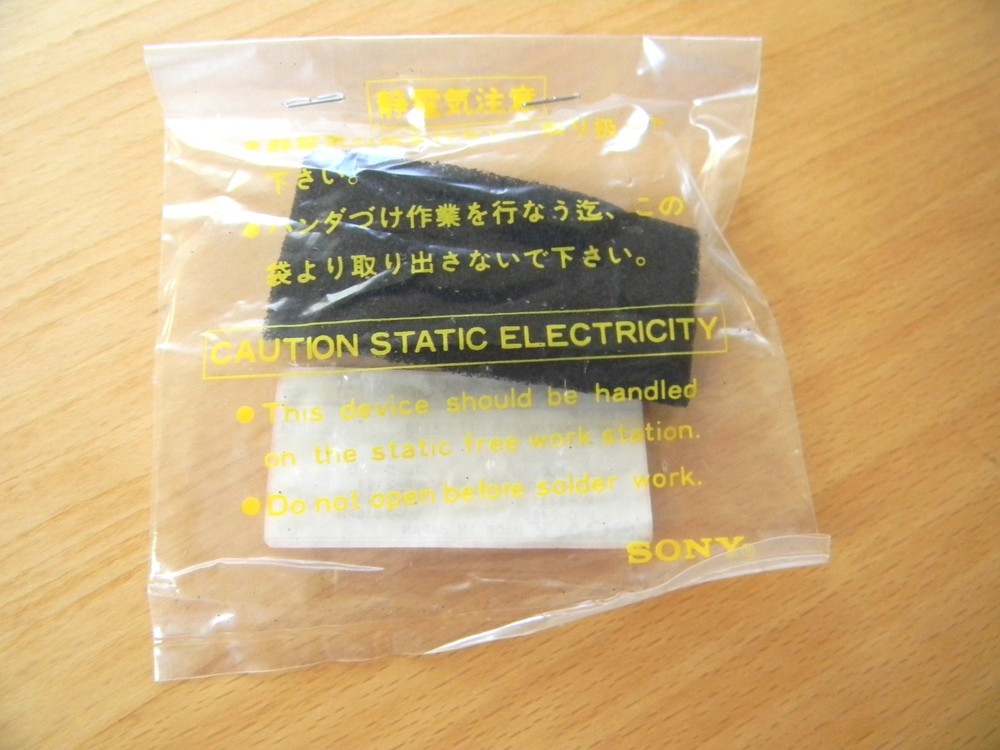 静電気注意
下さい。
●ハンダづけ作業を行なう迄、この
袋より取り出さないで下さい。
CAUTION STATIC ELECTRICITY
●This device should be handled
on the static free work station.
●Do not open before solder work.
SONY